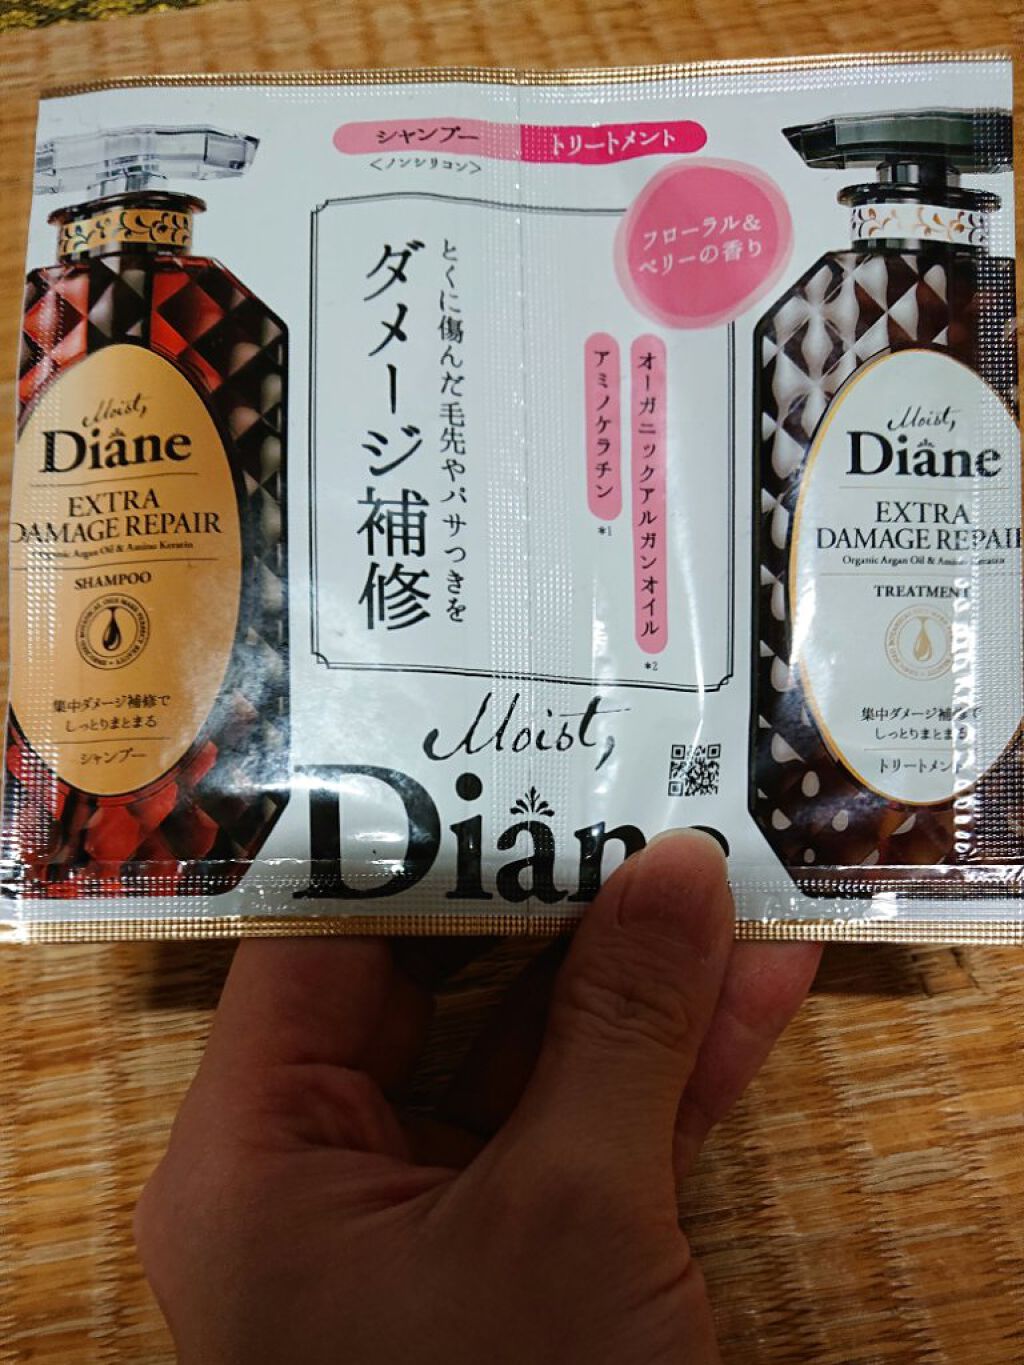 シャンプー
<ノンシリコン>
トリートメント
フローラル&
ベリーの香り
とくに傷んだ毛先やパサつきを
ダメージ補修
オーガニックアルガンオイル
*2
アミノケラチン
*1
Moist,
Diane
Moist,
Diane
EXTRA
DAMAGE REPAIR
Organic Argan Oil & Amino Keratin
SHAMPOO
集中ダメージ補修で
しっとりまとまる
シャンプー
Moist,
Diane
EXTRA
DAMAGE REPAIR
Organic Argan Oil & Amino Keratin
TREATMENT
集中ダメージ補修で
しっとりまとまる
トリートメント